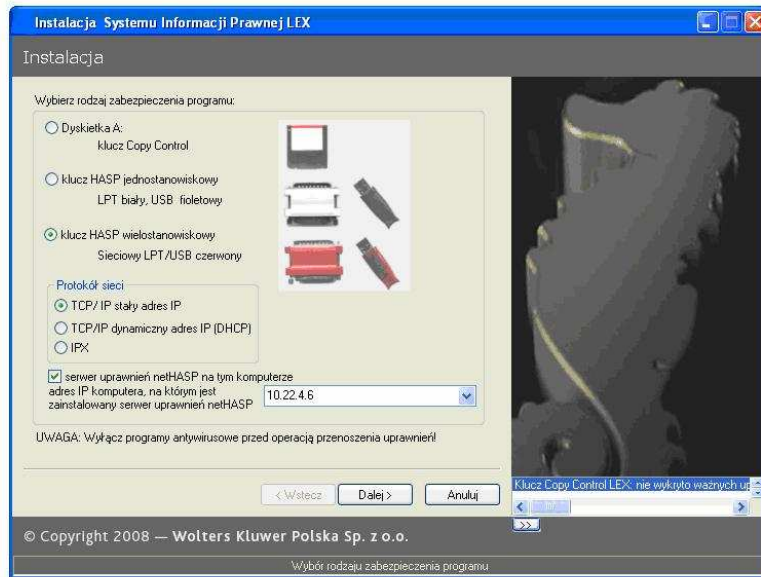 Instalacja Systemu Informacji Prawnej LEX
Instalacja
Wybierz rodzaj zabezpieczenia programu:
Dyskietka A:
klucz Copy Control
klucz HASP jednostanowiskowy
LPT biały, USB fioletowy
klucz HASP wielostanowiskowy
Sieciowy LPT/USB czerwony
Protokół sieci
TCP/ IP stały adres IP
TCP/IP dynamiczny adres IP (DHCP)
IPX
serwer uprawnień netHASP na tym komputerze
adres IP komputera, na którym jest
zainstalowany serwer uprawnień netHASP
10.22.4.6
UWAGA: Wyłącz programy antywirusowe przed operacją przenoszenia uprawnień!
< Wstecz
Dalej >
Anuluj
Klucz Copy Control LEX: nie wykryto ważnych up
>>
© Copyright 2008 — Wolters Kluwer Polska Sp. z o.o.
Wybór rodzaju zabezpieczenia programu